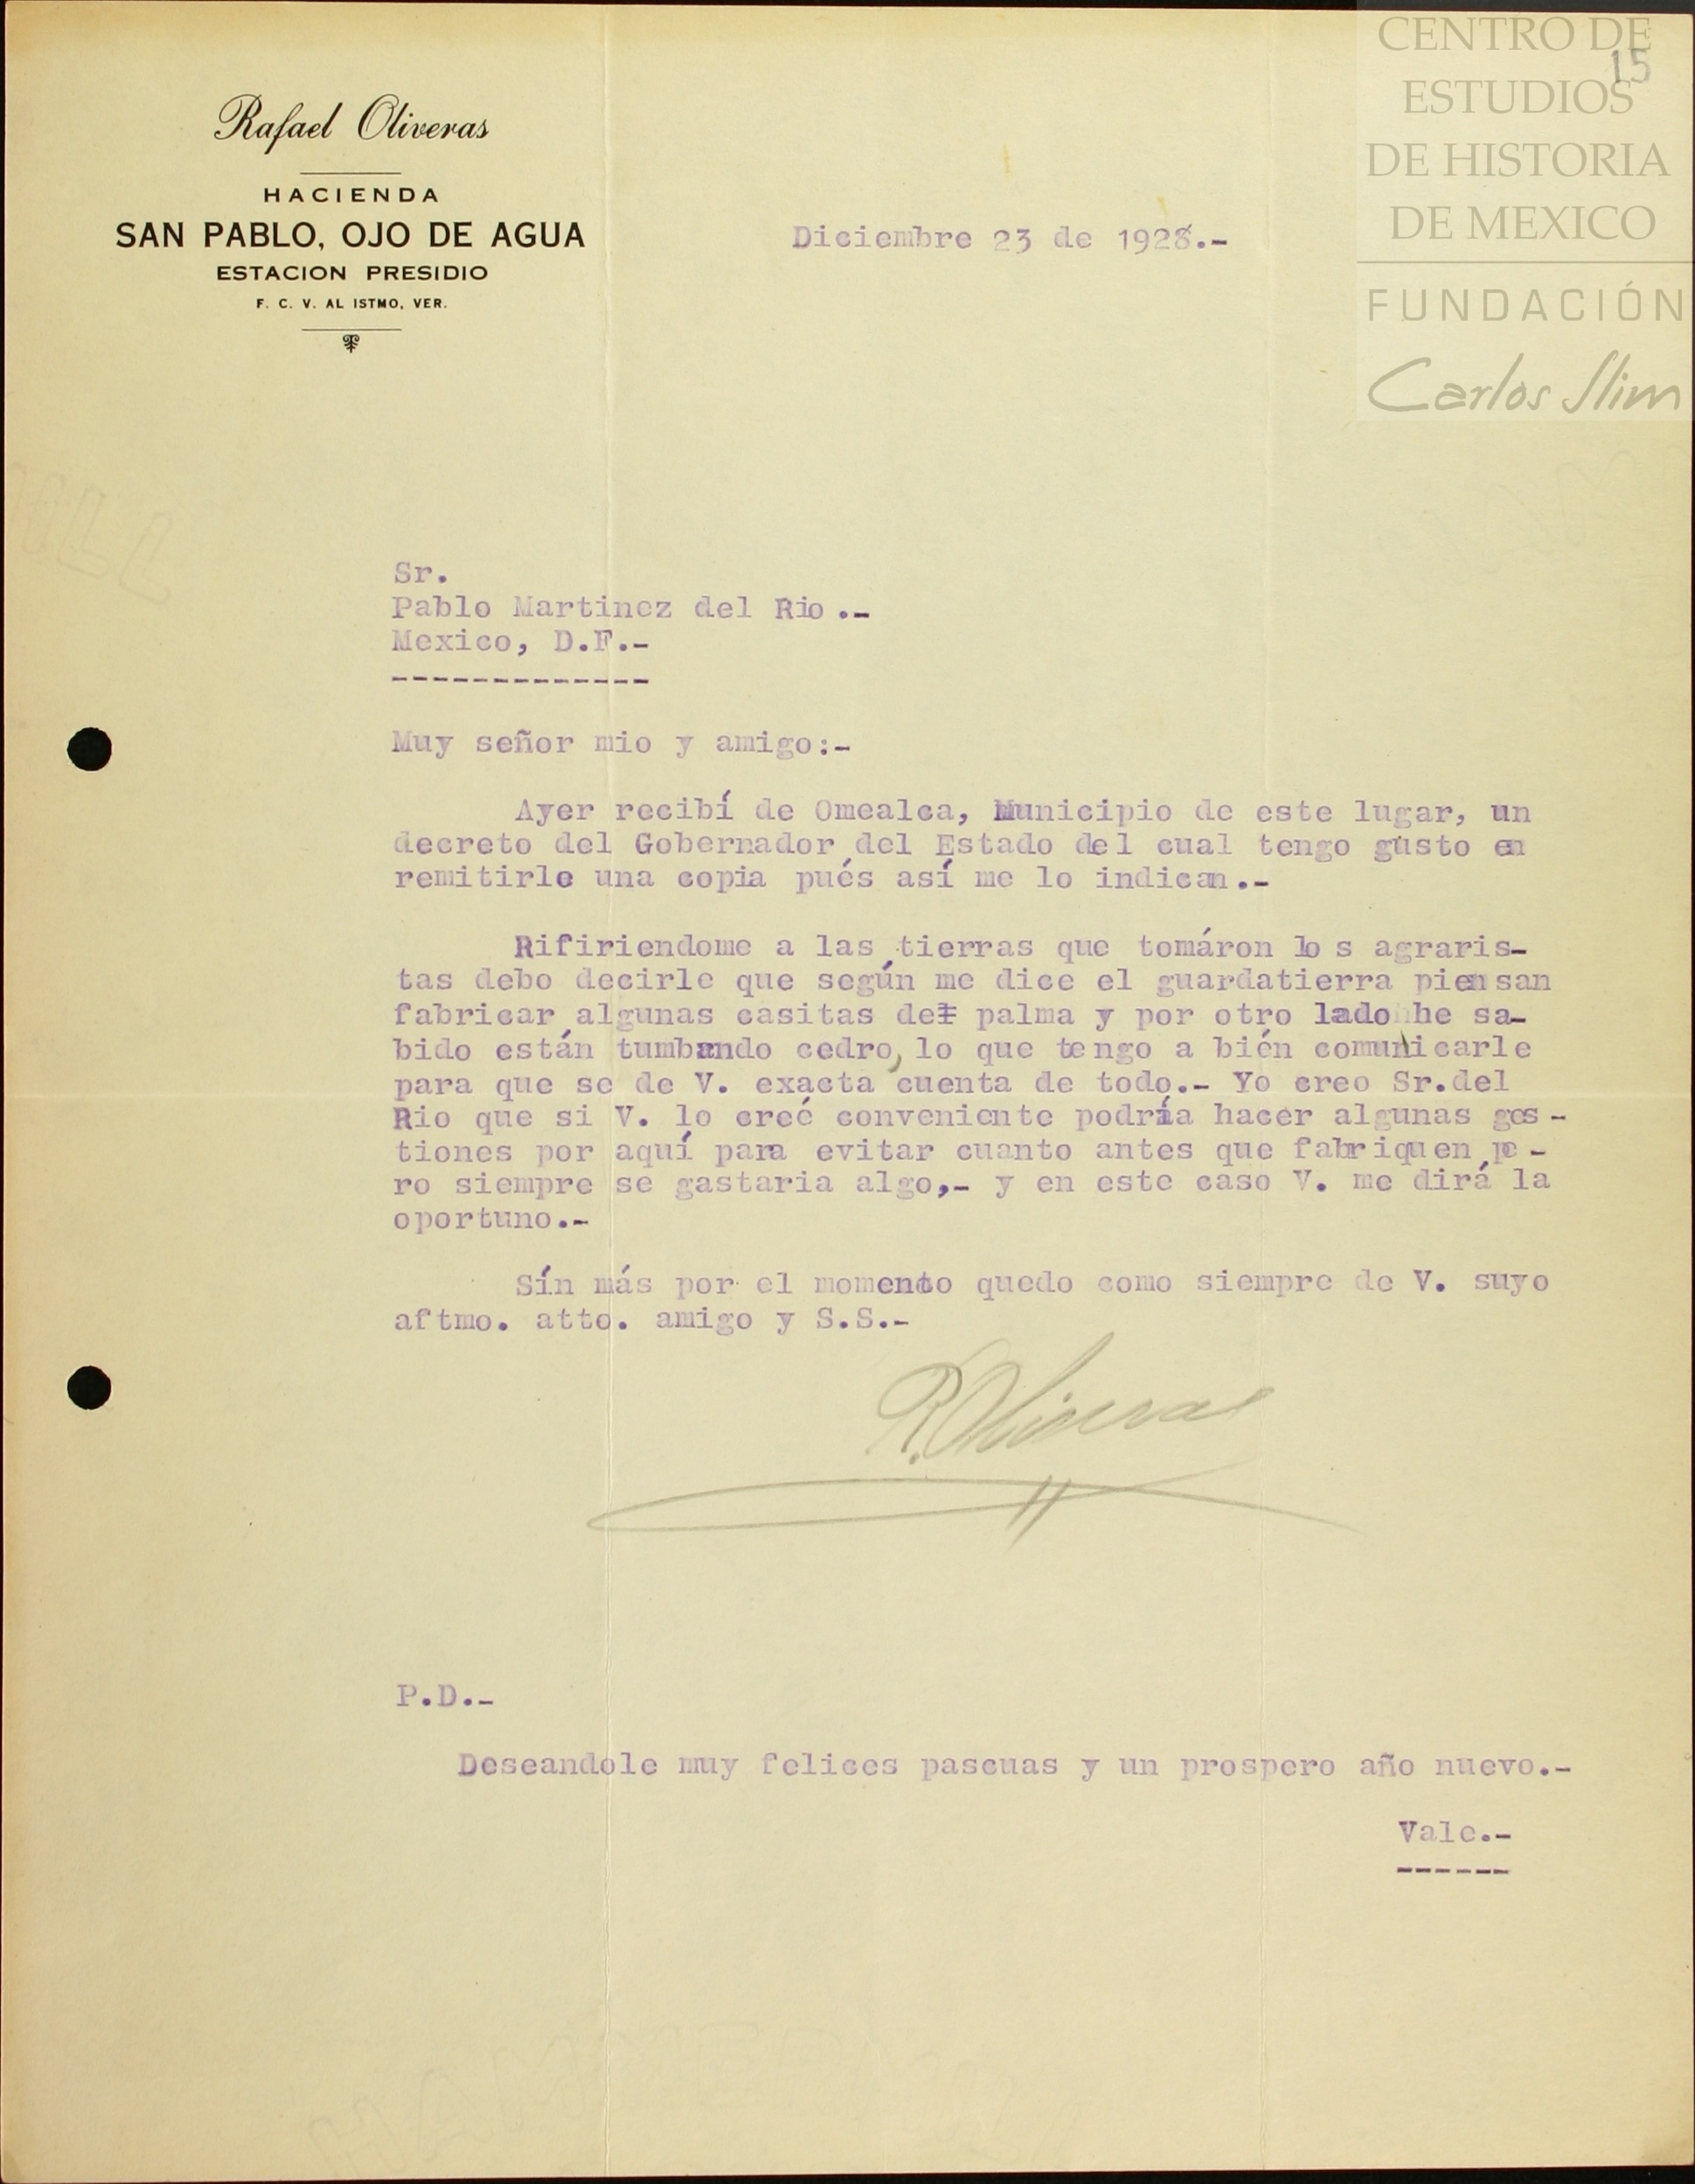 CENTRO DE
15
ESTUDIOS
DE HISTORIA
DE MEXICO
FUNDACIÓN
Carlos Slim
Rafael Oliveras
HACIENDA
SAN PABLO, OJO DE AGUA
ESTACION PRESIDIO
F. C. V. AL ISTMO, VER.
Diciembre 23 de 1928.-
Sr.
Pablo Martinez del Rio.-
Mexico, D.F.-
-------------
Muy señor mio y amigo:-
Ayer recibí de Omealca, Municipio de este lugar, un
decreto del Gobernador del Estado del cual tengo gusto en
remitirle una copia pués así me lo indican.-
Rifiriendome a las tierras que tomáron lo s agraris-
tas debo decirle que según me dice el guardatierra piensan
fabricar algunas casitas de palma y por otro lado he sa-
bido están tumbando cedro, lo que tengo a bién comunicarle
para que se de V. exacta cuenta de todo.- Yo creo Sr.del
Rio que si V. lo creé conveniente podría hacer algunas ges-
tiones por aquí para evitar cuanto antes que fabriquen, pe-
ro siempre se gastaria algo,- y en este caso V. me dirá la
oportuno.-
Sín más por el momento quedo como siempre de V. suyo
aftmo. atto. amigo y S.S.-
R. Oliveras
P.D.-
Deseandole muy felices pascuas y un prospero año nuevo.-
Vale.-
------